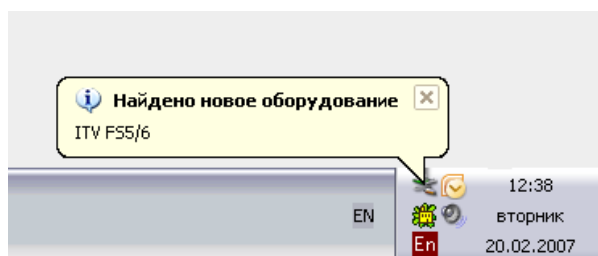 Найдено новое оборудование
ITV FS5/6
12:38
EN
вторник
En
20.02.2007